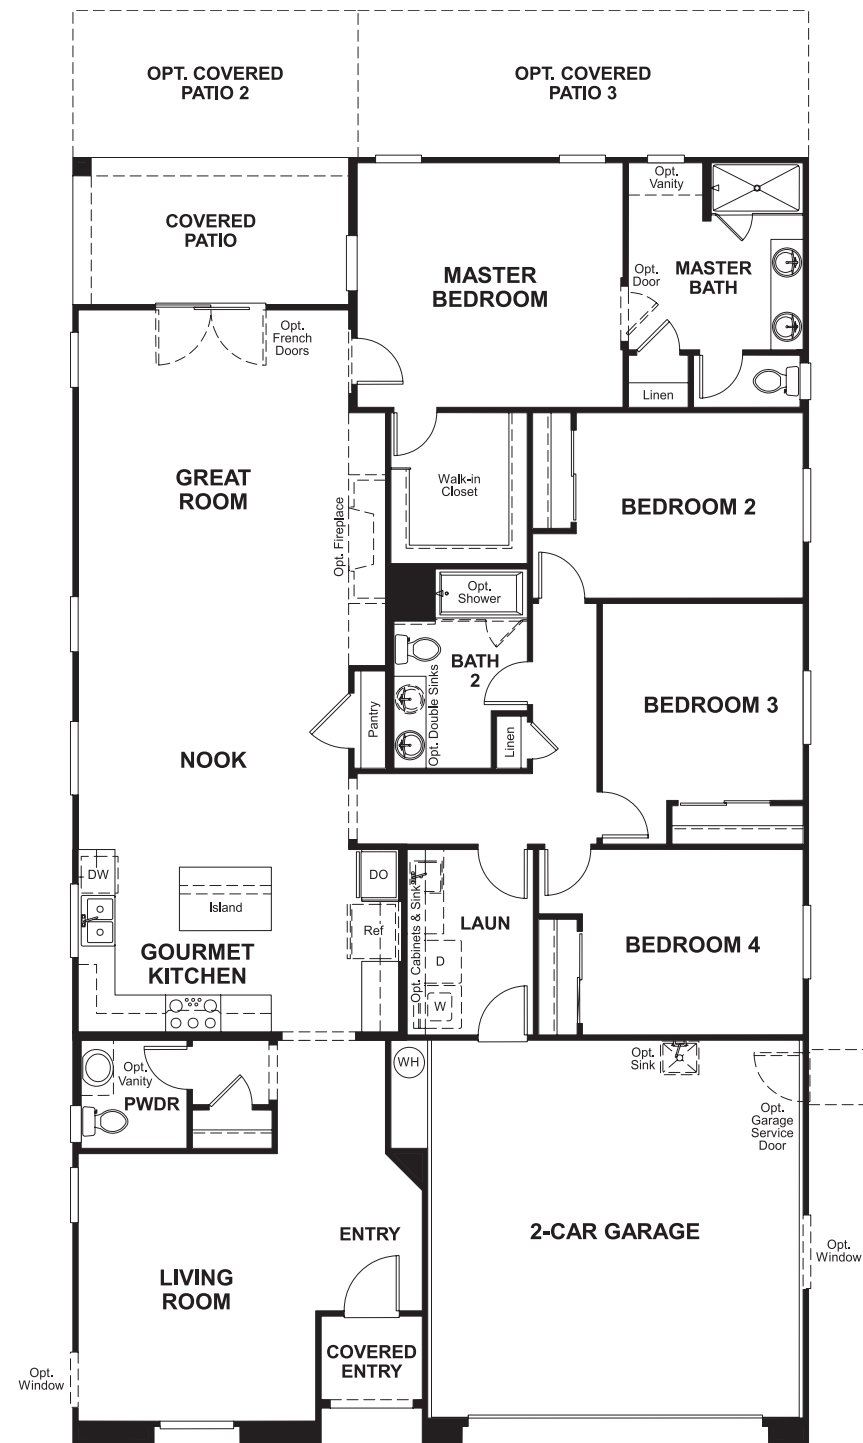 OPT. COVERED
PATIO 2
OPT. COVERED
PATIO 3
COVERED
PATIO
Opt.
Vanity
MASTER
BEDROOM
Opt.
Door
MASTER
BATH
Opt.
French
Doors
Linen
GREAT
ROOM
Walk-in
Closet
BEDROOM 2
Opt. Fireplace
Opt.
Shower
BATH
2
Opt. Double Sinks
Pantry
Linen
BEDROOM 3
NOOK
DW
Island
DO
Ref
GOURMET
KITCHEN
Opt. Cabinets & Sink
LAUN
D
W
BEDROOM 4
Opt.
Vanity
PWDR
WH
Opt.
Sink
Opt.
Garage
Service
Door
2-CAR GARAGE
ENTRY
Opt.
Window
LIVING
ROOM
COVERED
ENTRY
Opt.
Window